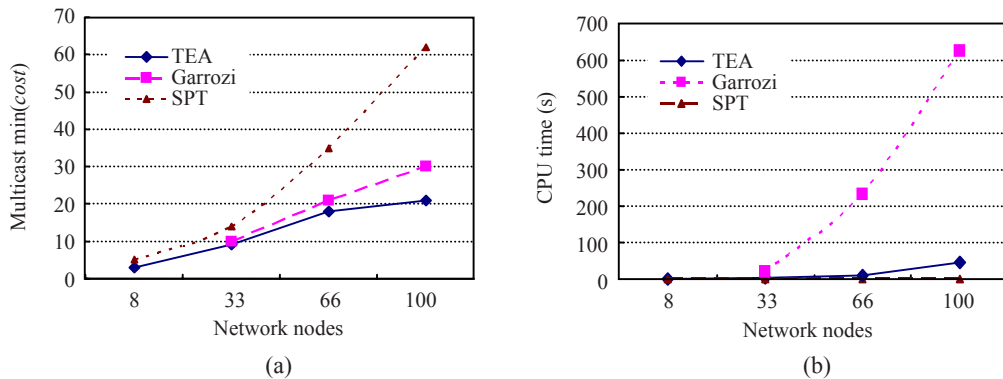 70
60
50
40
30
20
10
0
Multicast min(cost)
TEA
Garrozi
SPT
8 33 66 100
Network nodes
(a)
700
600
500
400
300
200
100
0
CPU time (s)
TEA
Garrozi
SPT
8 33 66 100
Network nodes
(b)